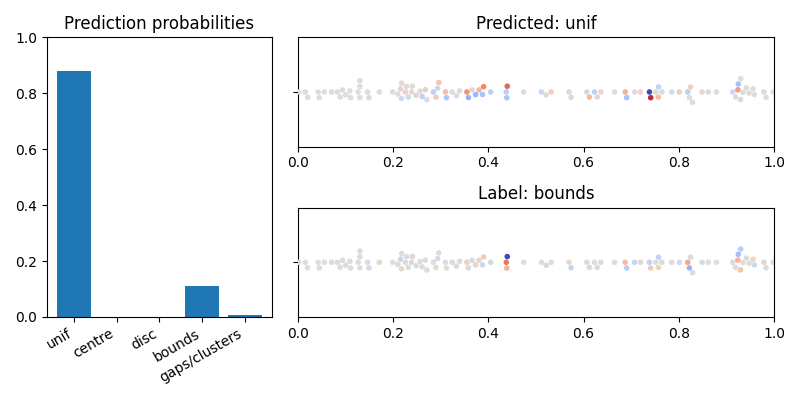 Prediction probabilities
1.0
0.8
0.6
0.4
0.2
0.0
unif
centre
disc
bounds
gaps/clusters
Predicted: unif
0.0 0.2 0.4 0.6 0.8 1.0
Label: bounds
0.0 0.2 0.4 0.6 0.8 1.0